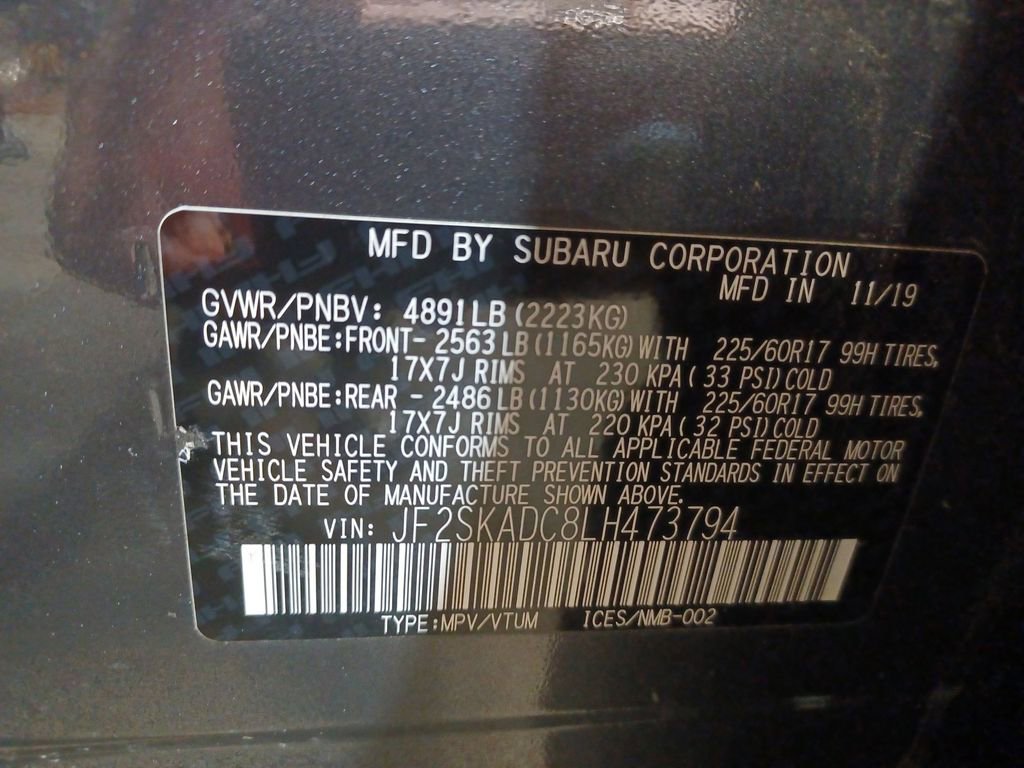 MFD BY SUBARU CORPORATION
MFD IN 11/19
GVWR/PNBV: 4891LB (2223KG)
GAWR/PNBE:FRONT- 2563 LB (1165KG) WITH 225/60R17 99H TIRES,
17X7J RIMS AT 230 KPA ( 33 PSI) COLD
GAWR/PNBE:REAR - 2486 LB (1130KG) WITH 225/60R17 99H TIRES,
17X7J RIMS AT 220 KPA ( 32 PSI) COLD
THIS VEHICLE CONFORMS TO ALL APPLICABLE FEDERAL MOTOR
VEHICLE SAFETY AND THEFT PREVENTION STANDARDS IN EFFECT ON
THE DATE OF MANUFACTURE SHOWN ABOVE.
VIN: JF2SKADC8LH473794
TYPE:MPV/VTUM ICES/NMB-002